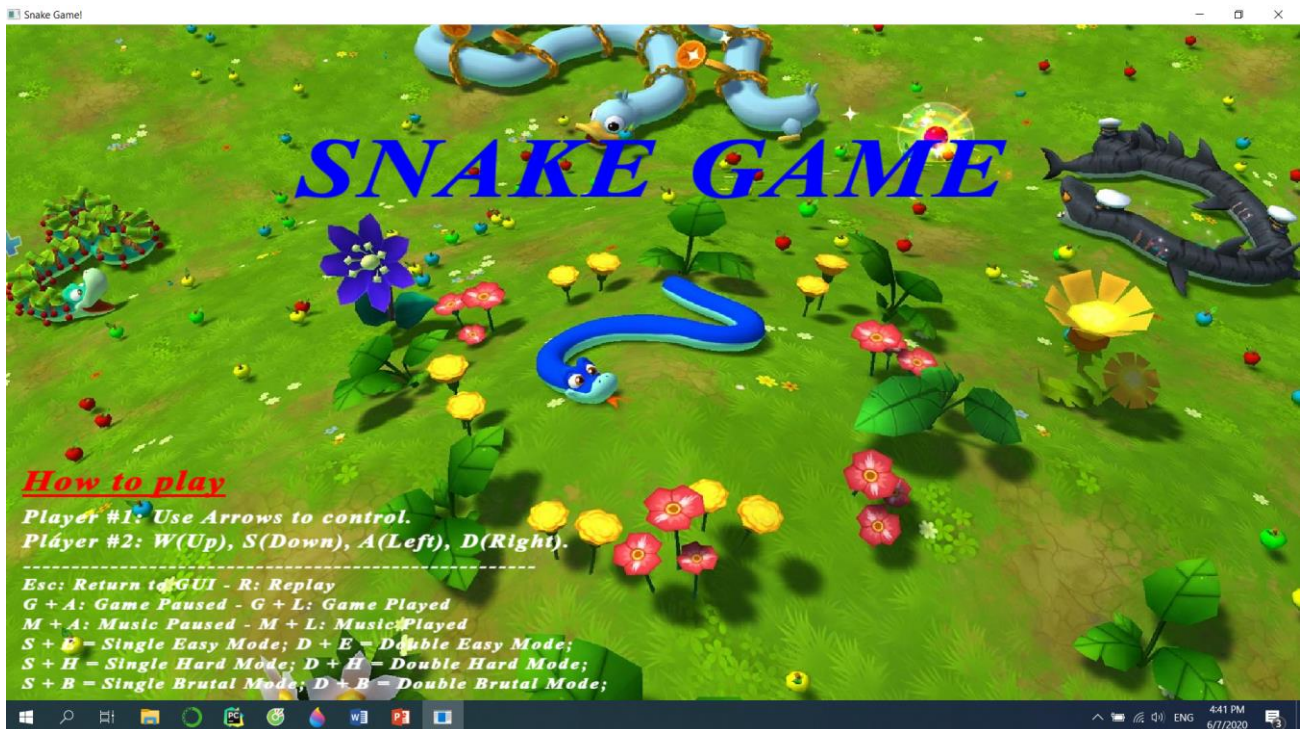 Snake Game!
SNAKE GAME
How to play
Player #1: Use Arrows to control.
Player #2: W(Up), S(Down), A(Left), D(Right).
-----------------------------------------------------
Esc: Return to GUI - R: Replay
G + A: Game Paused - G + L: Game Played
M + A: Music Paused - M + L: Music Played
S + E = Single Easy Mode; D + E = Double Easy Mode;
S + H = Single Hard Mode; D + H = Double Hard Mode;
S + B = Single Brutal Mode; D + B = Double Brutal Mode;
PC
W
P
ENG
4:41 PM
6/7/2020
3